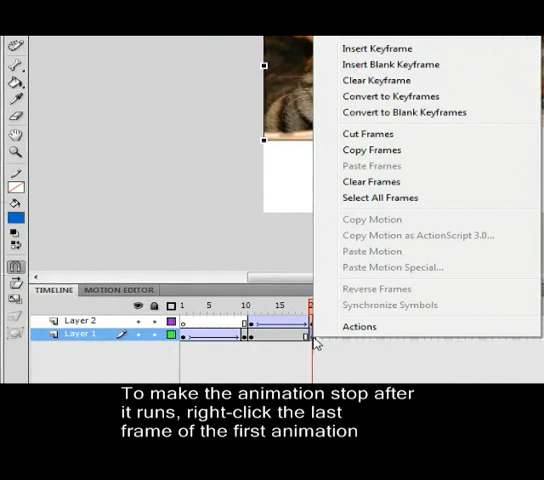 Insert Keyframe
Insert Blank Keyframe
Clear Keyframe
Convert to Keyframes
Convert to Blank Keyframes
Cut Frames
Copy Frames
Paste Frames
Clear Frames
Select All Frames
Copy Motion
Copy Motion as ActionScript 3.0...
Paste Motion
Paste Motion Special...
Reverse Frames
Synchronize Symbols
Actions
TIMELINE MOTION EDITOR
1 5 10 15
Layer 2
Layer 1
To make the animation stop after
it runs, right-click the last
frame of the first animation